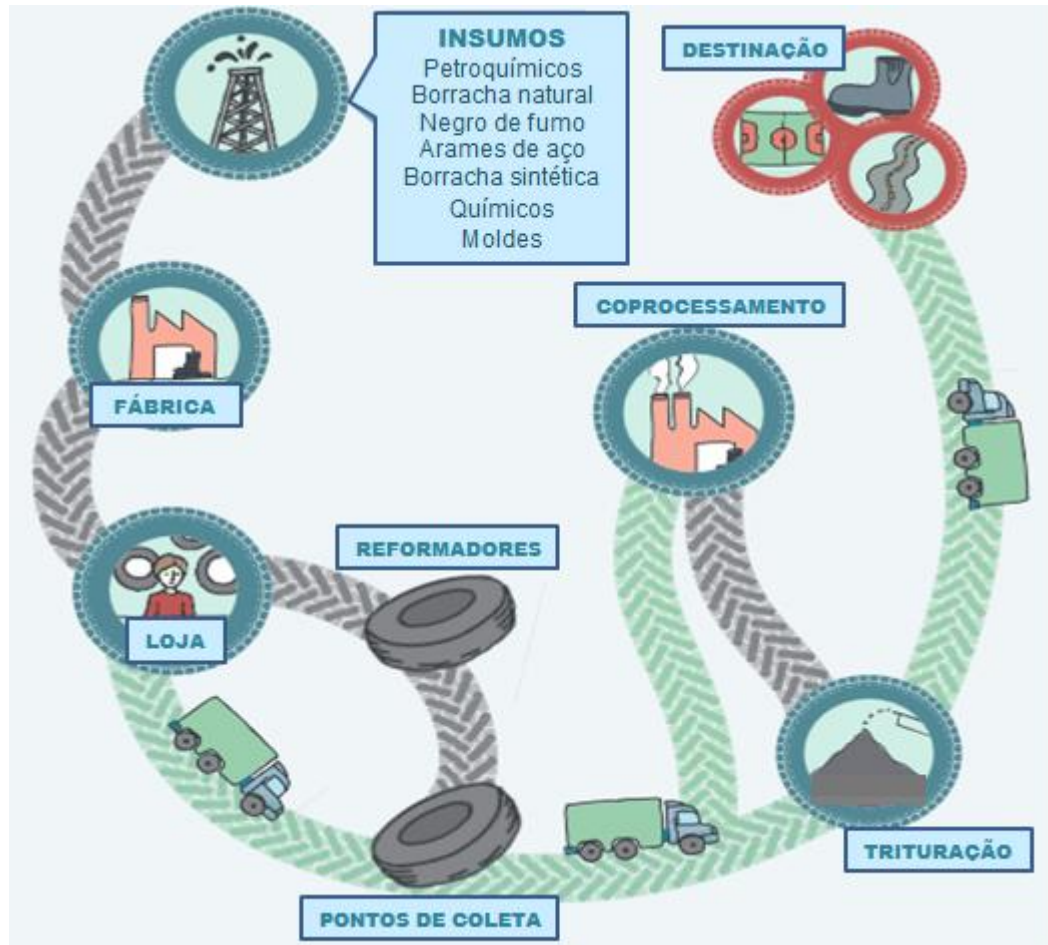 INSUMOS
Petroquímicos
Borracha natural
Negro de fumo
Arames de aço
Borracha sintética
Químicos
Moldes
DESTINAÇÃO
COPROCESSAMENTO
FÁBRICA
REFORMADORES
LOJA
TRITURAÇÃO
PONTOS DE COLETA